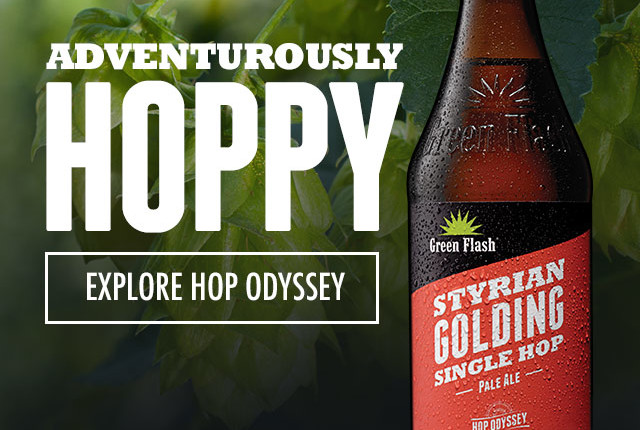 ADVENTUROUSLY
HOPPY
EXPLORE HOP ODYSSEY
Green Flash
Green Flash
STYRIAN
GOLDING
SINGLE HOP
PALE ALE
HOP ODYSSEY